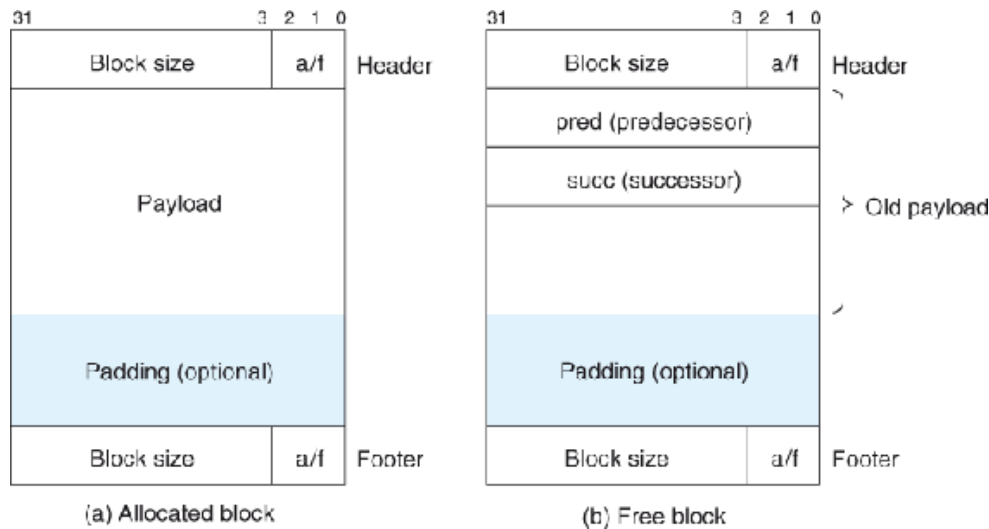 31 3 2 1 0
Block size a/f Header
Payload
Padding (optional)
Block size a/f Footer
(a) Allocated block
31 3 2 1 0
Block size a/f Header
pred (predecessor)
succ (successor)
Old payload
Padding (optional)
Block size a/f Footer
(b) Free block